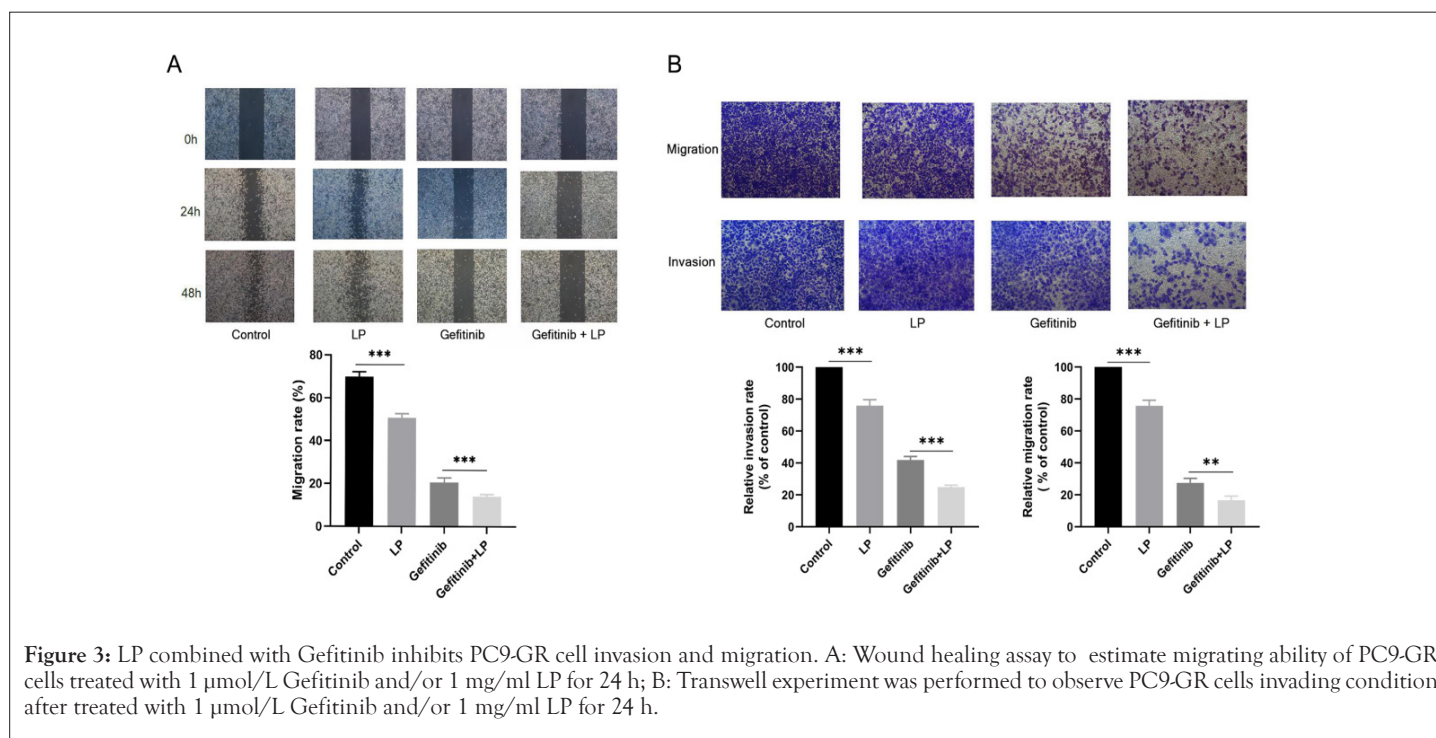 A
0h
24h
48h
Control LP Gefitinib Gefitinib + LP
Migration rate (%)
80
60
40
20
0
***
***
Control
LP
Gefitinib
Gefitinib+LP
B
Migration
Invasion
Control LP Gefitinib Gefitinib + LP
Relative invasion rate
(% of control)
100
80
60
40
20
0
***
***
Control
LP
Gefitinib
Gefitinib+LP
Relative migration rate
( % of control)
100
80
60
40
20
0
***
**
Control
LP
Gefitinib
Gefitinib+LP
Figure 3: LP combined with Gefitinib inhibits PC9-GR cell invasion and migration. A: Wound healing assay to estimate migrating ability of PC9-GR
cells treated with 1 µmol/L Gefitinib and/or 1 mg/ml LP for 24 h; B: Transwell experiment was performed to observe PC9-GR cells invading condition
after treated with 1 µmol/L Gefitinib and/or 1 mg/ml LP for 24 h.